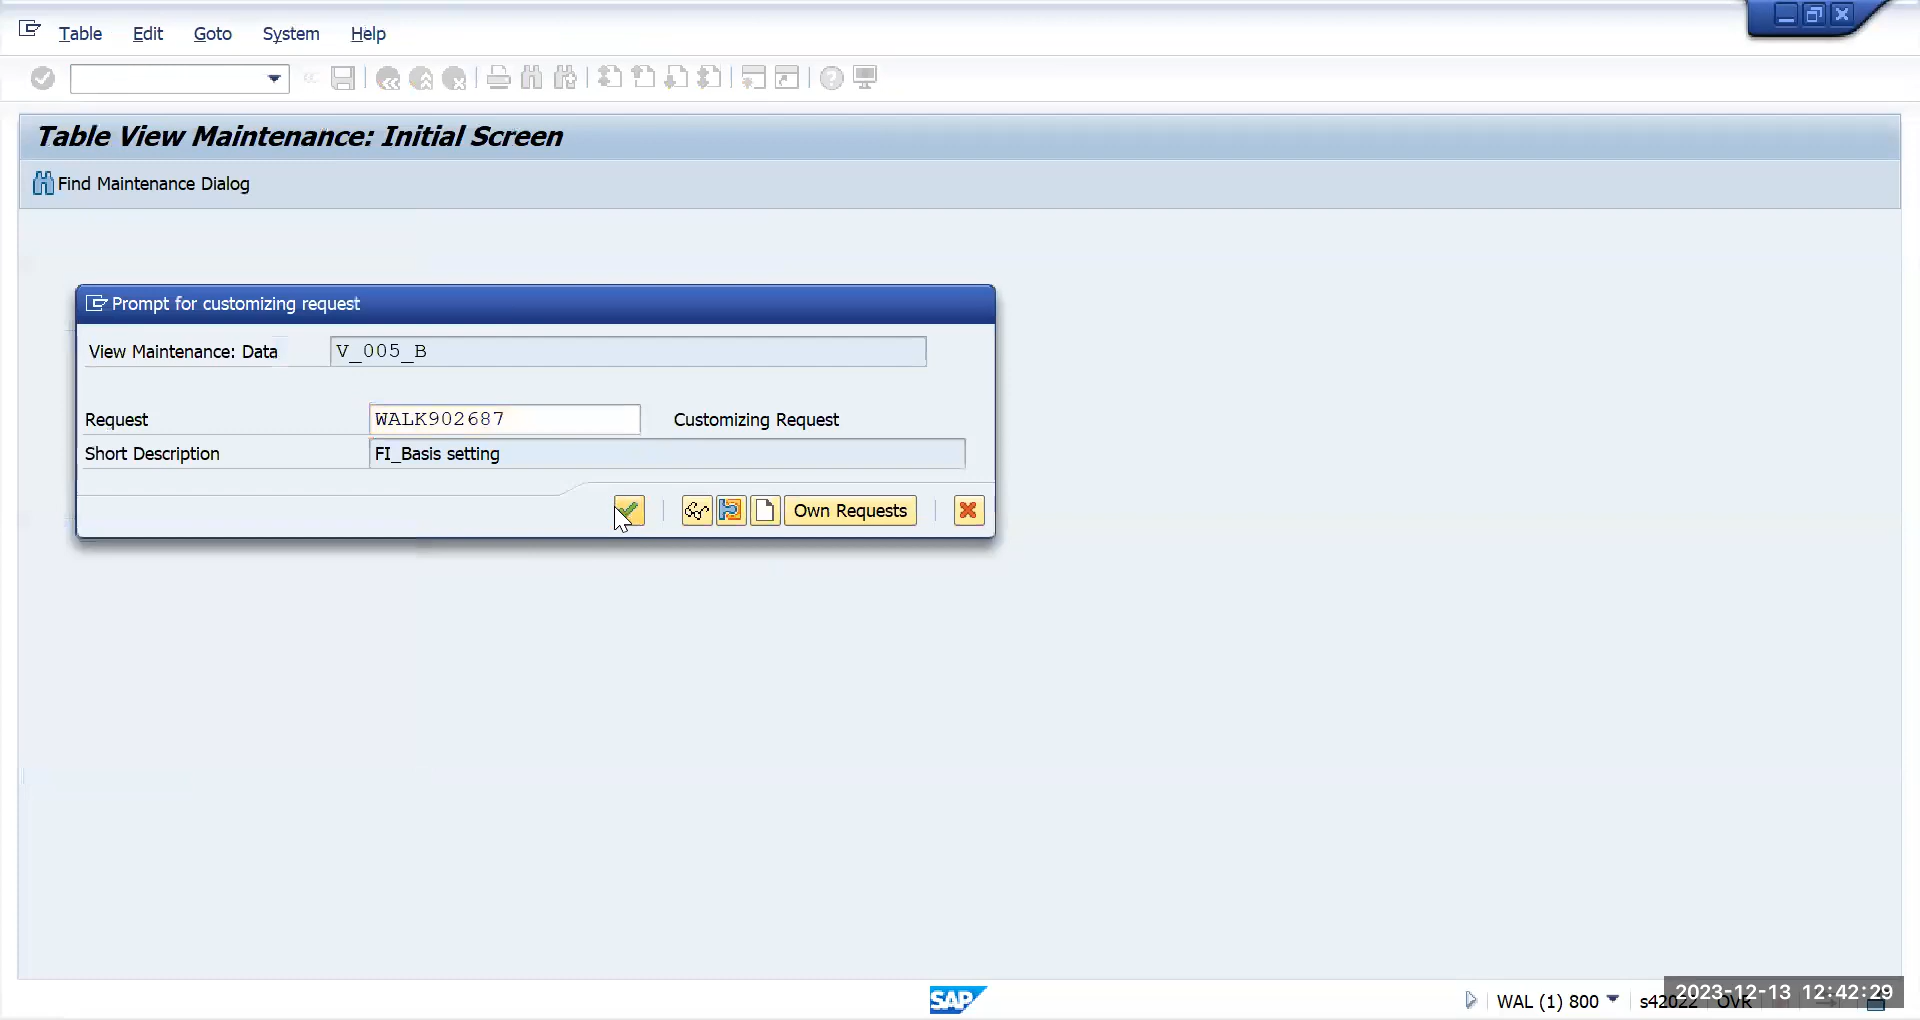 Table Edit Goto System Help
Table View Maintenance: Initial Screen
Find Maintenance Dialog
Prompt for customizing request
View Maintenance: Data V_005_B
Request WALK902687 Customizing Request
Short Description FI_Basis setting
Own Requests
SAP WAL (1) 800 s42022 OVR
2023-12-13 12:42:29